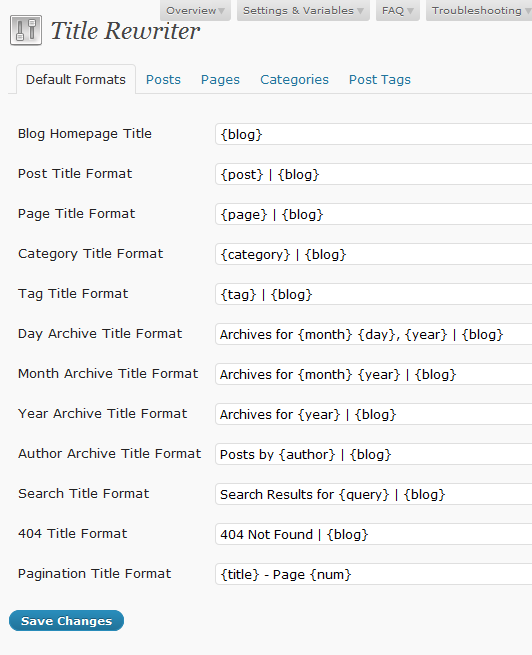 Overview Settings & Variables FAQ Troubleshooting
Title Rewriter
Default Formats Posts Pages Categories Post Tags
Blog Homepage Title {blog}
Post Title Format {post} | {blog}
Page Title Format {page} | {blog}
Category Title Format {category} | {blog}
Tag Title Format {tag} | {blog}
Day Archive Title Format Archives for {month} {day}, {year} | {blog}
Month Archive Title Format Archives for {month} {year} | {blog}
Year Archive Title Format Archives for {year} | {blog}
Author Archive Title Format Posts by {author} | {blog}
Search Title Format Search Results for {query} | {blog}
404 Title Format 404 Not Found | {blog}
Pagination Title Format {title} - Page {num}
Save Changes